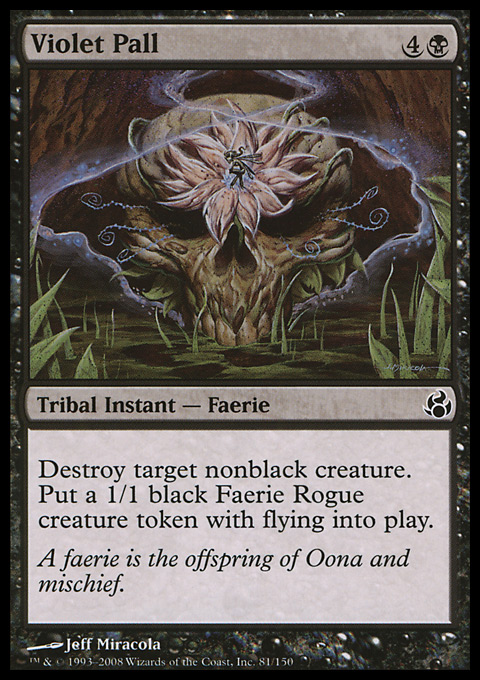 Violet Pall 4
Tribal Instant — Faerie
Destroy target nonblack creature.
Put a 1/1 black Faerie Rogue
creature token with flying into play.
A faerie is the offspring of Oona and
mischief.
Jeff Miracola
™ & © 1993–2008 Wizards of the Coast, Inc. 81/150